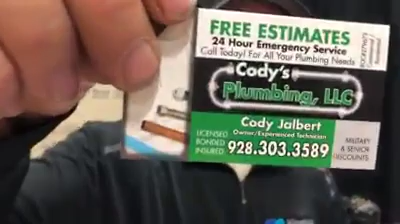 FREE ESTIMATES
24 Hour Emergency Service
Call Today! For All Your Plumbing Needs
Cody's
Plumbing, LLC
Cody Jalbert
Owner/Experienced Technician
LICENSED
BONDED
INSURED
928.303.3589
MILITARY
& SENIOR
DISCOUNTS